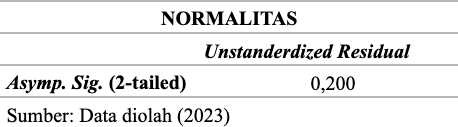 NORMALITAS
Unstanderdized Residual
Asymp. Sig. (2-tailed) 0,200
Sumber: Data diolah (2023)